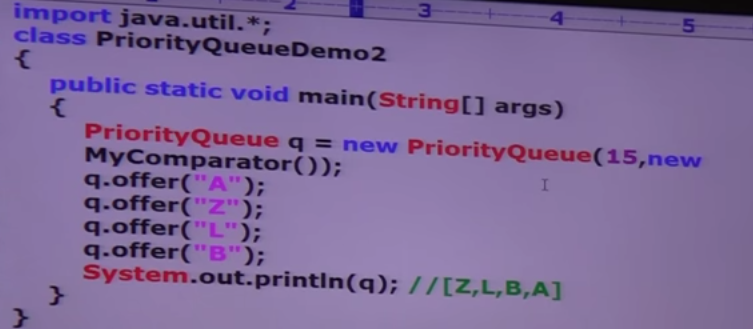 2 3 4 5
import java.util.*;
class PriorityQueueDemo2
{
public static void main(String[] args)
{
PriorityQueue q = new PriorityQueue(15,new
MyComparator());
q.offer("A");
q.offer("Z");
q.offer("L");
q.offer("B");
System.out.println(q); //[Z,L,B,A]
}
}